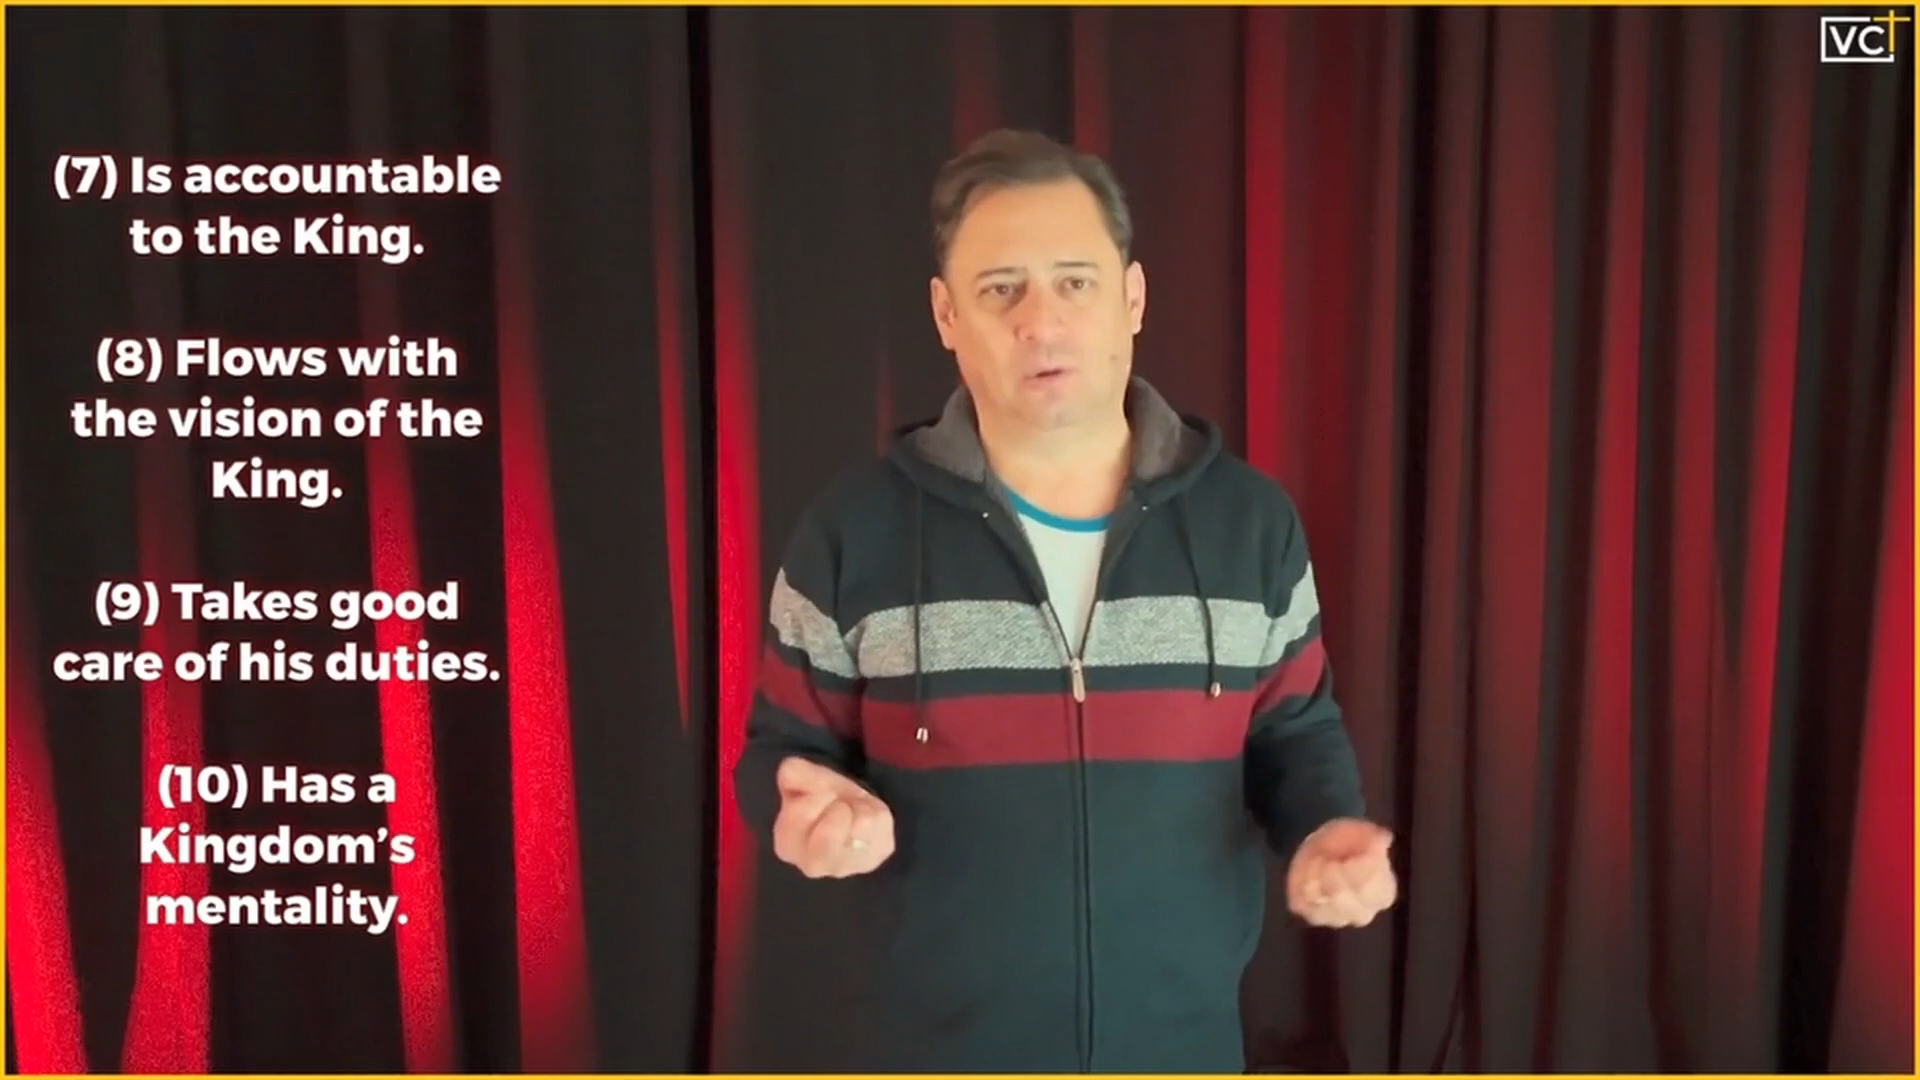 VC
(7) Is accountable
to the King.
(8) Flows with
the vision of the
King.
(9) Takes good
care of his duties.
(10) Has a
Kingdom’s
mentality.